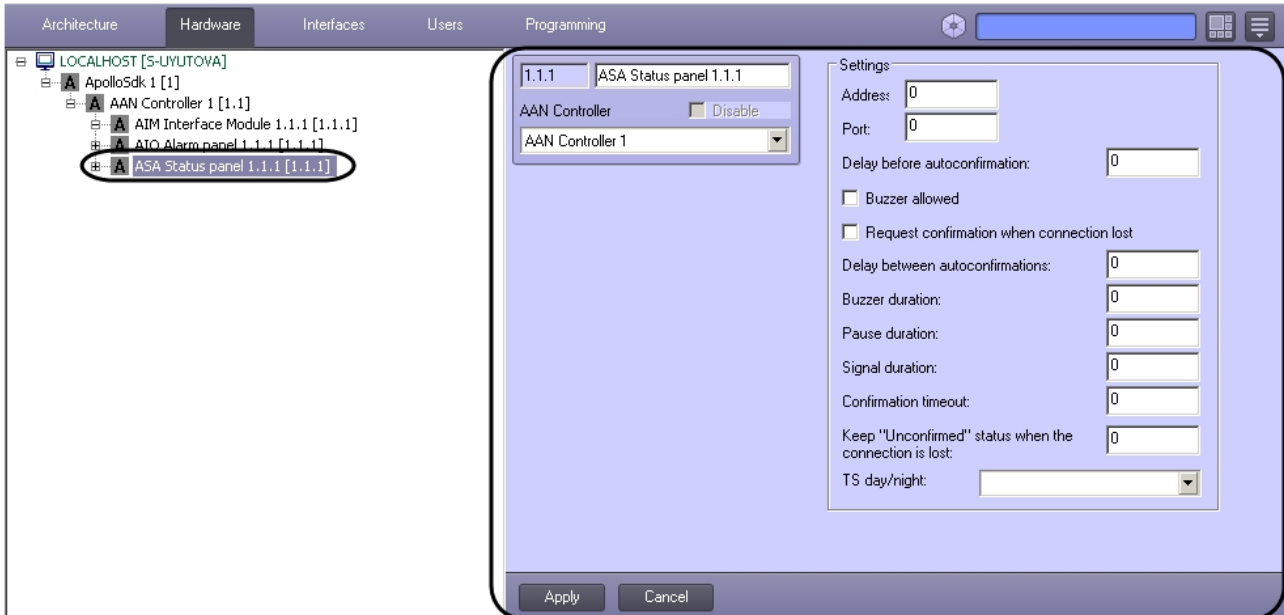 Architecture Hardware Interfaces Users Programming
LOCALHOST [S-UYUTOVA]
A ApolloSdk 1 [1]
A AAN Controller 1 [1.1]
A AIM Interface Module 1.1.1 [1.1.1]
A AIO Alarm panel 1.1.1 [1.1.1]
A ASA Status panel 1.1.1 [1.1.1]
1.1.1 ASA Status panel 1.1.1
AAN Controller Disable
AAN Controller 1
Settings
Address 0
Port: 0
Delay before autoconfirmation: 0
Buzzer allowed
Request confirmation when connection lost
Delay between autoconfirmations: 0
Buzzer duration: 0
Pause duration: 0
Signal duration: 0
Confirmation timeout: 0
Keep "Unconfirmed" status when the 0
connection is lost:
TS day/night:
Apply Cancel